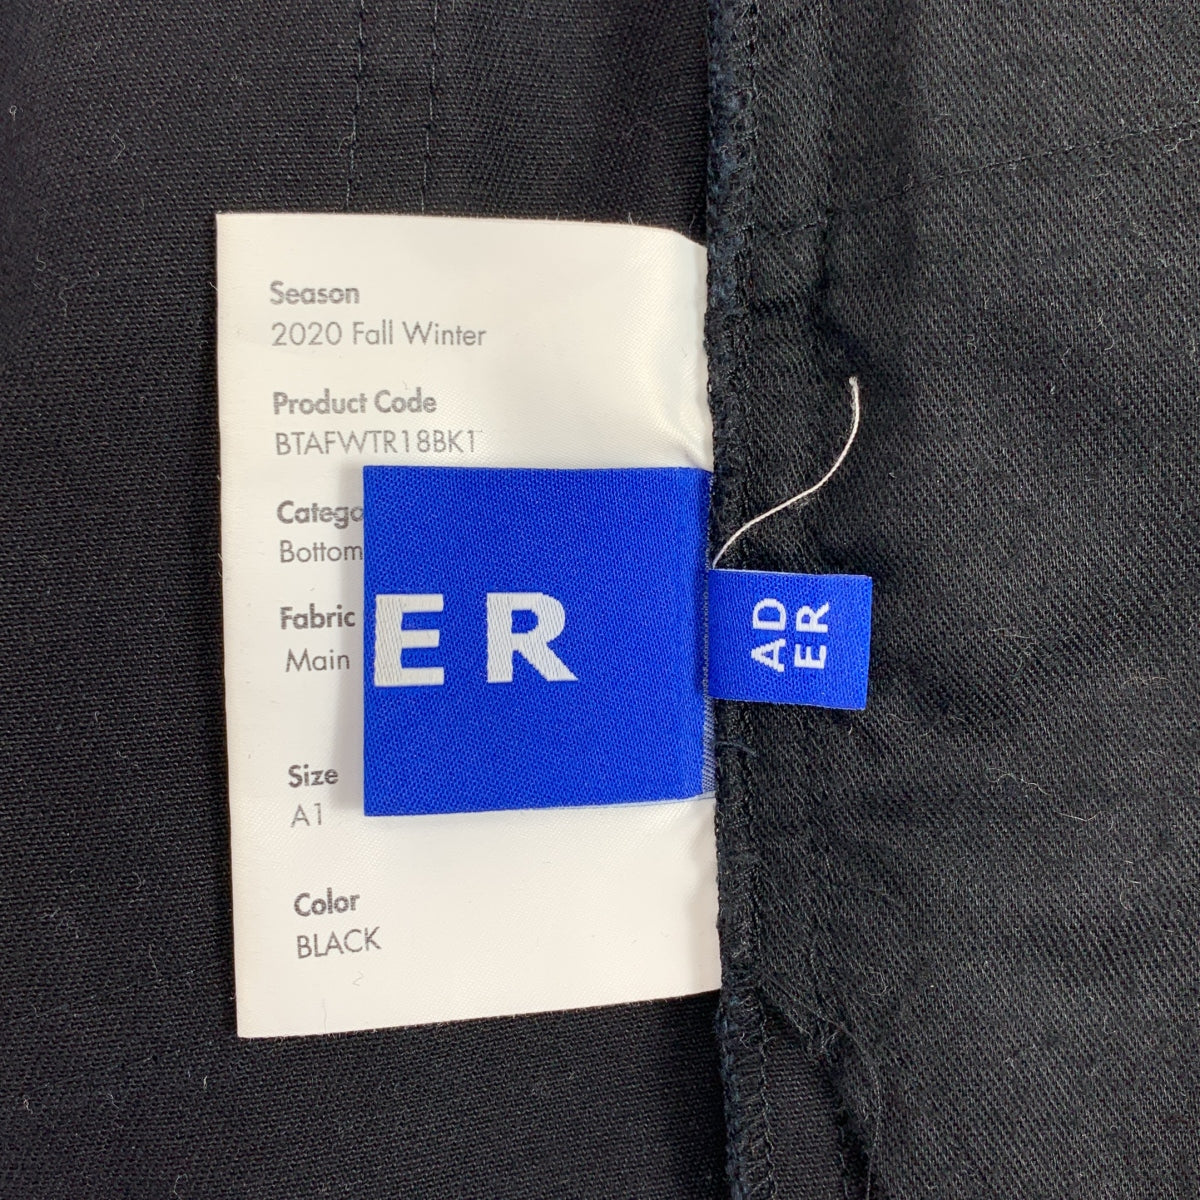 Season
2020 Fall Winter
Product Code
BTAFWTR18BK1
Catego
Bottom
Fabric
Main
Size
A1
Color
BLACK
ER
AD
ER